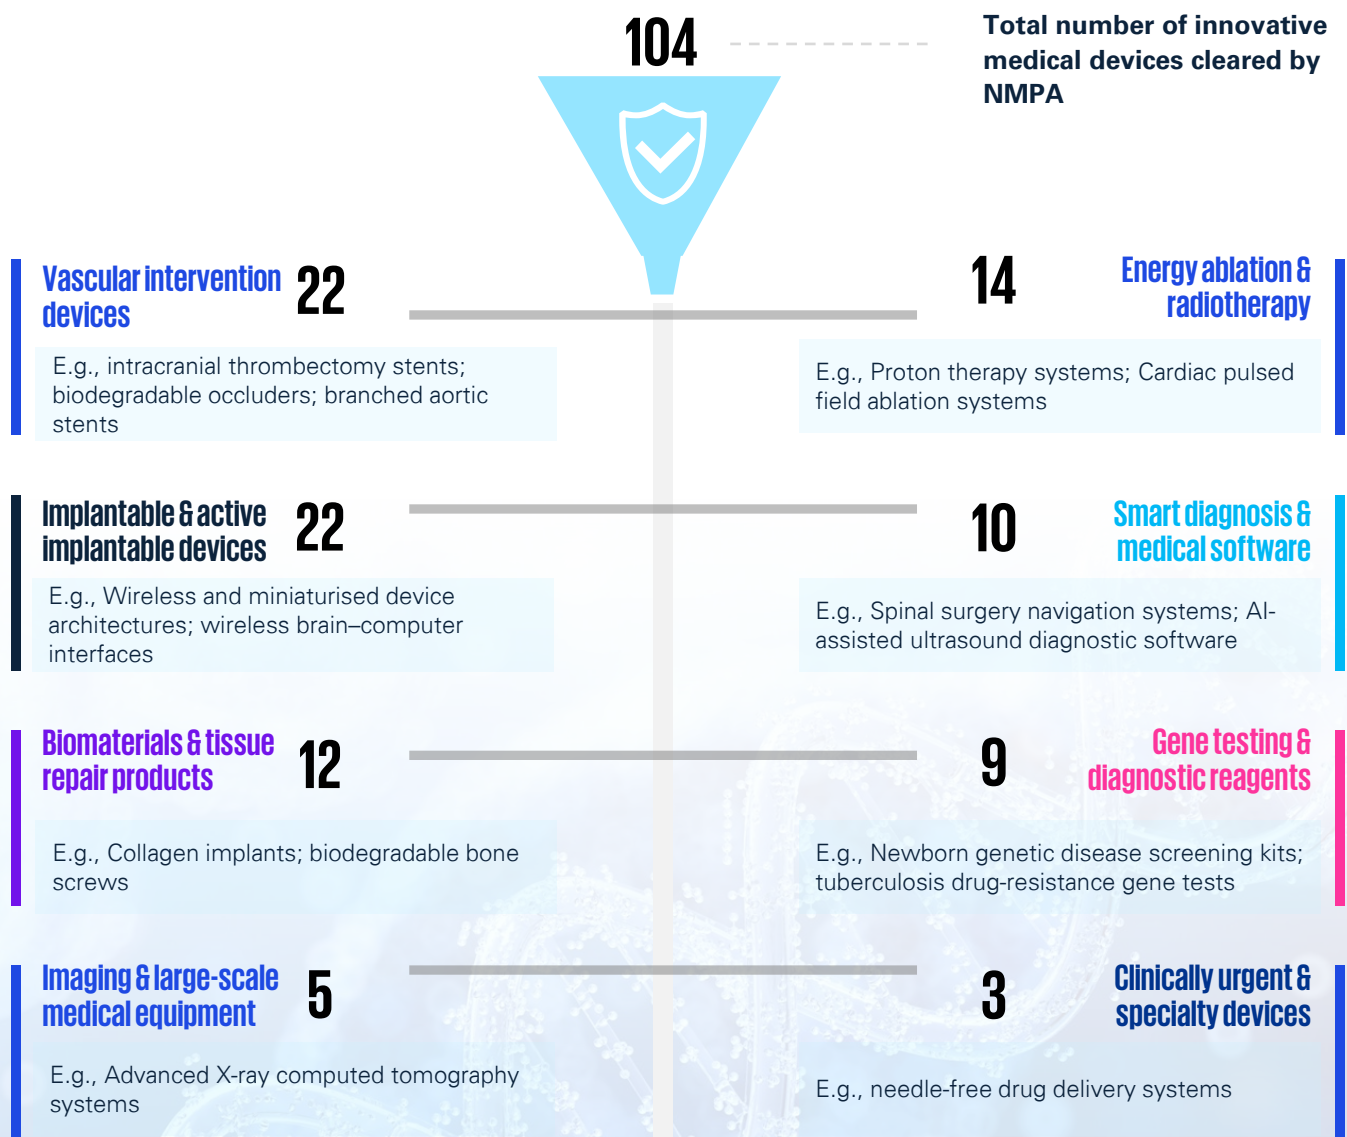 104
Total number of innovative
medical devices cleared by
NMPA
Vascular intervention
devices
22
E.g., intracranial thrombectomy stents;
biodegradable occluders; branched aortic
stents
14
Energy ablation &
radiotherapy
E.g., Proton therapy systems; Cardiac pulsed
field ablation systems
Implantable & active
implantable devices
22
E.g., Wireless and miniaturised device
architectures; wireless brain–computer
interfaces
10
Smart diagnosis &
medical software
E.g., Spinal surgery navigation systems; AI-
assisted ultrasound diagnostic software
Biomaterials & tissue
repair products
12
E.g., Collagen implants; biodegradable bone
screws
9
Gene testing &
diagnostic reagents
E.g., Newborn genetic disease screening kits;
tuberculosis drug-resistance gene tests
Imaging & large-scale
medical equipment
5
E.g., Advanced X-ray computed tomography
systems
3
Clinically urgent &
specialty devices
E.g., needle-free drug delivery systems